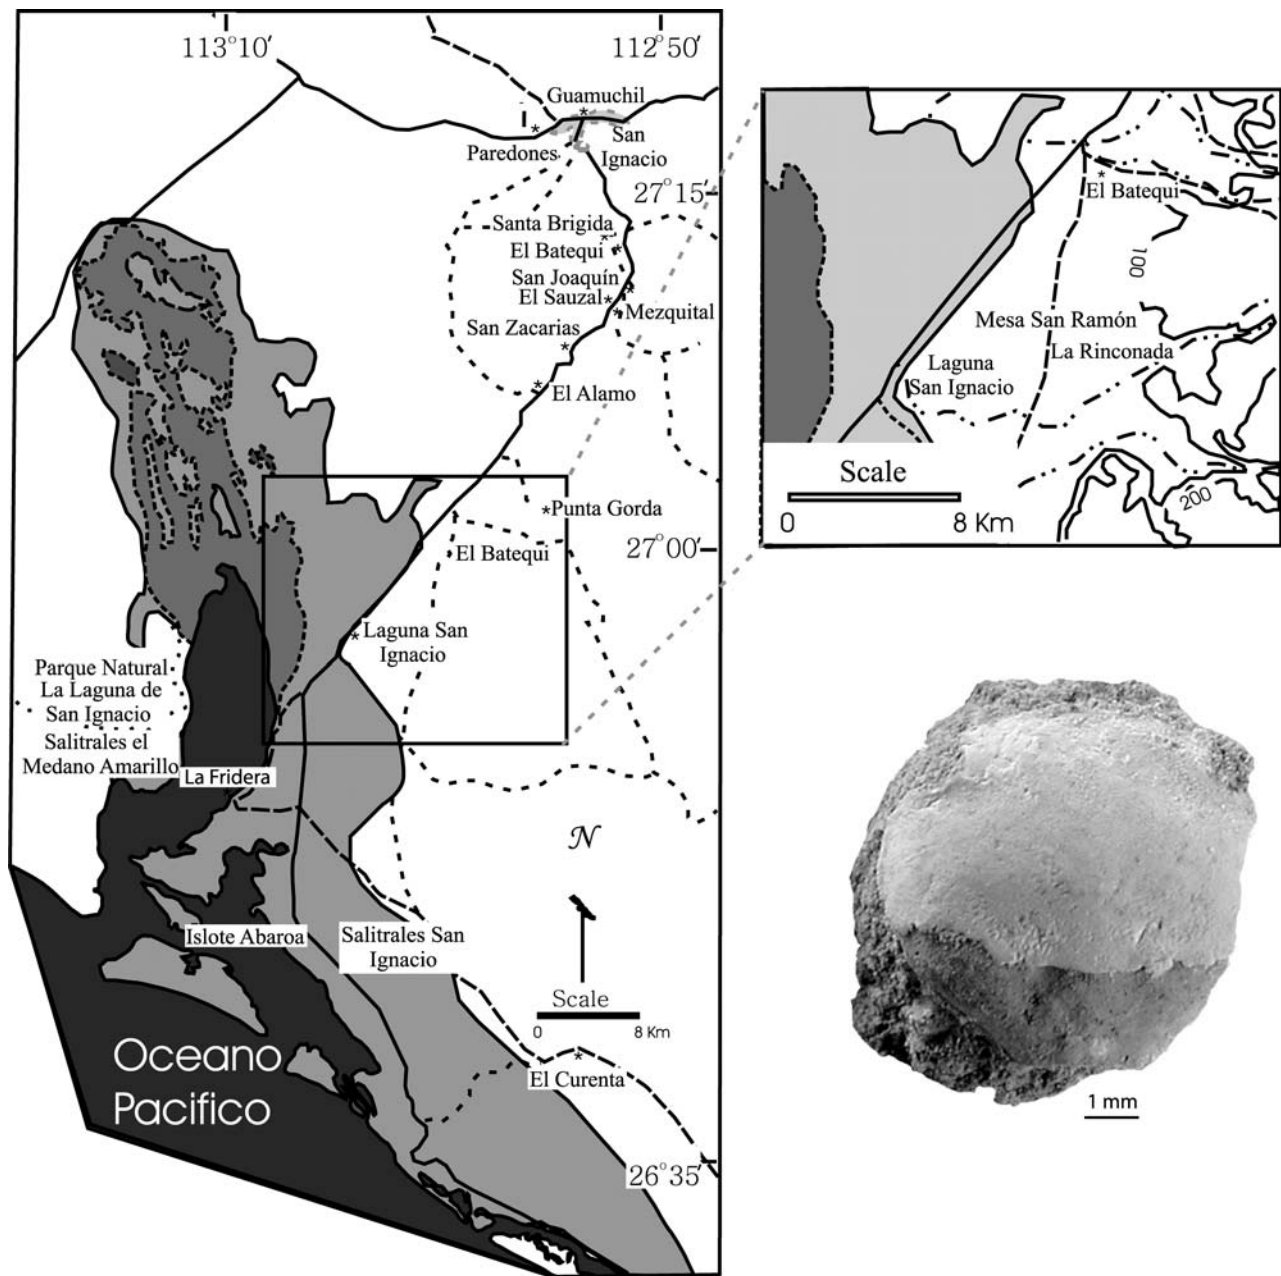 113°10′
112°50′
Guamuchil
San
Ignacio
Paredones
27°15′
Santa Brigida
El Batequi
San Joaquín
El Sauzal
Mezquital
San Zacarias
El Alamo
Punta Gorda
El Batequi
27°00′
Laguna San
Ignacio
Parque Natural
La Laguna de
San Ignacio
Salitrales el
Medano Amarillo
La Fridera
N
Islote Abaroa
Salitrales San
Ignacio
Scale
0 8 Km
El Curenta
Oceano
Pacifico
26°35′
El Batequi
100
Mesa San Ramón
La Rinconada
Laguna
San Ignacio
Scale
0 8 Km
200
1 mm